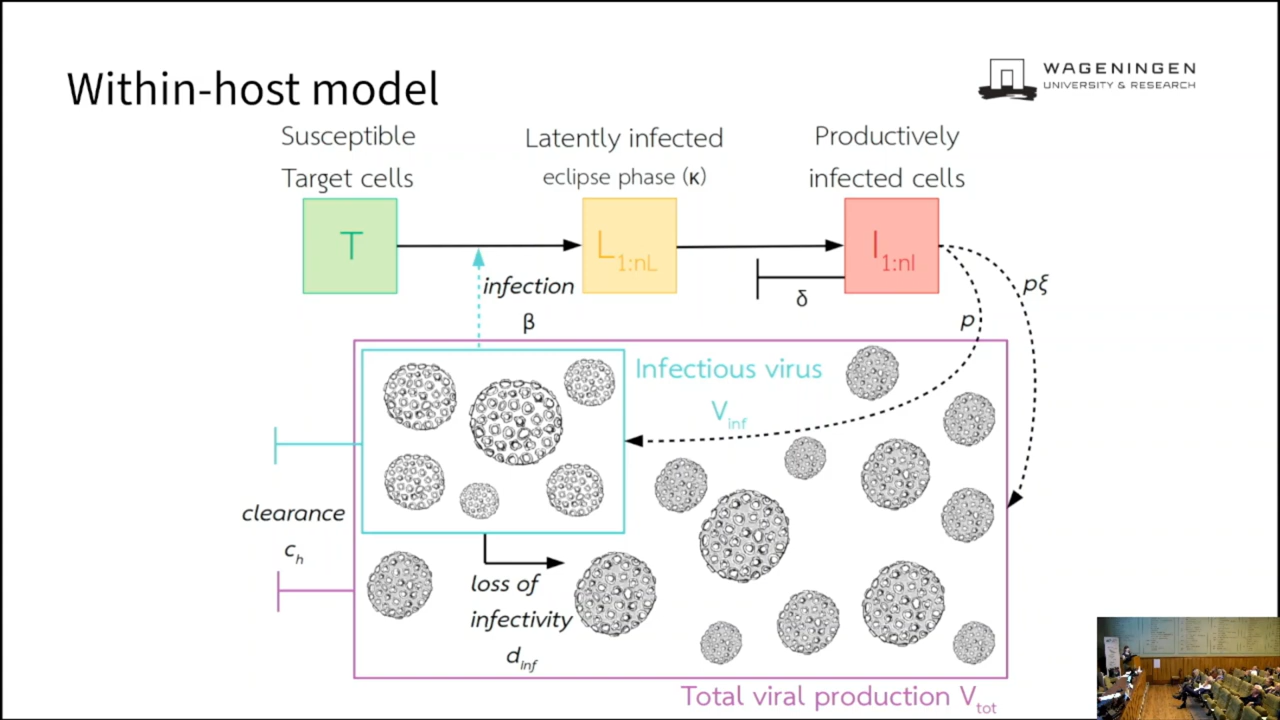 Within-host model
WAGENINGEN
UNIVERSITY & RESEARCH
Susceptible
Target cells
Latently infected
eclipse phase (κ)
Productively
infected cells
T
L1:nL
I1:nI
infection
β
δ
p
pξ
Infectious virus
Vinf
clearance
ch
loss of
infectivity
dinf
Total viral production Vtot